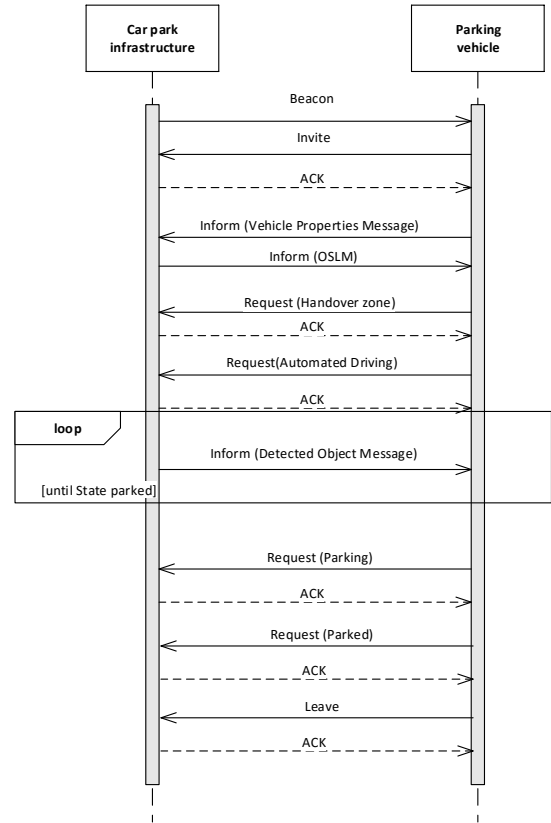 Car park
infrastructure
Parking
vehicle
Beacon
Invite
ACK
Inform (Vehicle Properties Message)
Inform (OSLM)
Request (Handover zone)
ACK
Request(Automated Driving)
ACK
loop
Inform (Detected Object Message)
[until State parked]
Request (Parking)
ACK
Request (Parked)
ACK
Leave
ACK